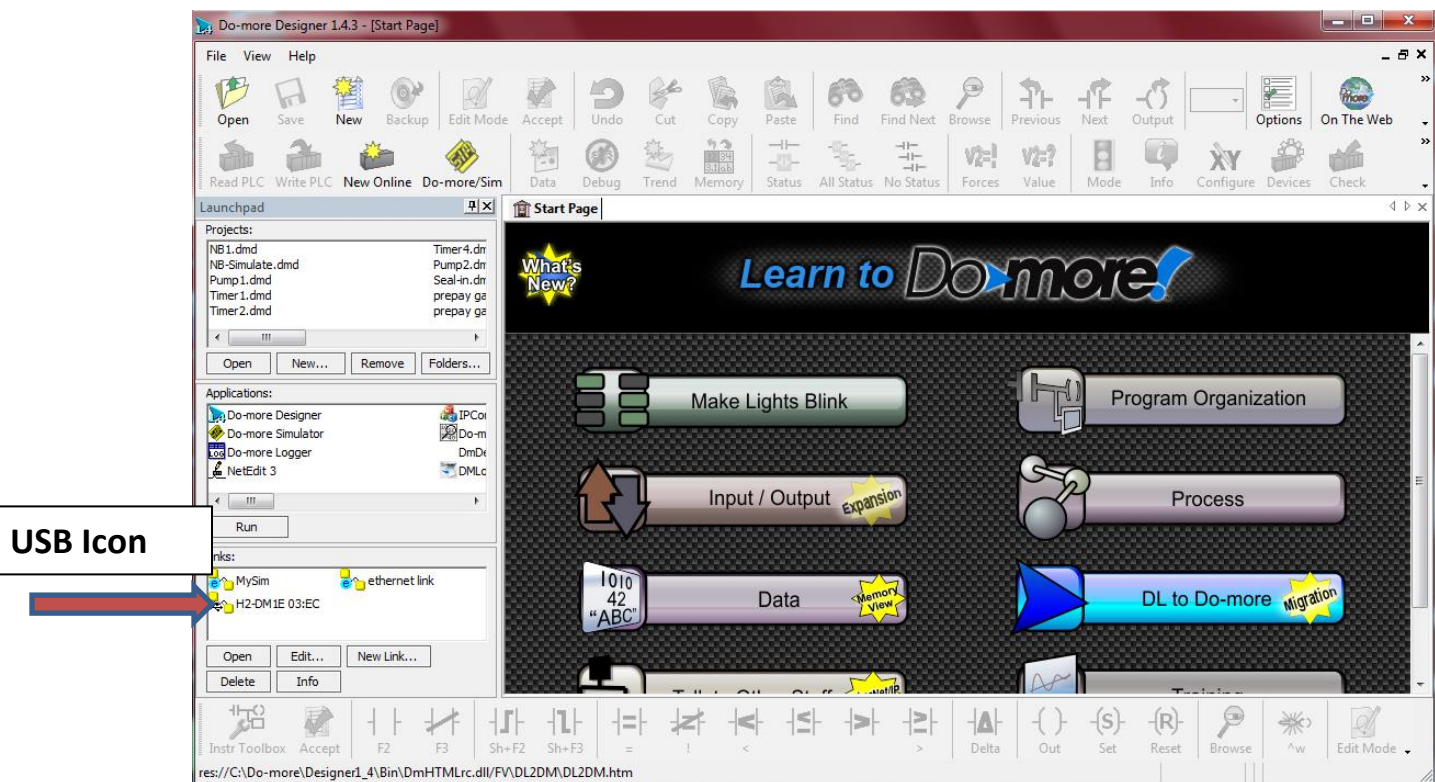 Do-more Designer 1.4.3 - [Start Page]
File View Help
Open Save New Backup Edit Mode Accept Undo Cut Copy Paste Find Find Next Browse Previous Next Output Options On The Web
Read PLC Write PLC New Online Do-more/Sim Data Debug Trend Memory Status All Status No Status Forces Value Mode Info Configure Devices Check
Launchpad
Start Page
Projects:
NB1.dmd Timer4.dm
NB-Simulate.dmd Pump2.dm
Pump1.dmd Seal-in.dm
Timer1.dmd prepay ga
Timer2.dmd prepay ga
Open New... Remove Folders...
Applications:
Do-more Designer IPCo
Do-more Simulator Do-m
Do-more Logger DmD
NetEdit 3 DMLo
Run
USB Icon
nks:
MySim ethernet link
H2-DM1E 03:EC
Open Edit... New Link...
Delete Info
What's New?
Learn to Do-more!
Make Lights Blink
Program Organization
Input / Output Expansion
Process
1010
42
"ABC"
Data Memory View
DL to Do-more Migration
Instr Toolbox Accept F2 F3 Sh+F2 Sh+F3 = ! < > Delta Out Set Reset Browse ^w Edit Mode
res://C:\Do-more\Designer1_4\Bin\DmHTMLrc.dll/FV\DL2DM\DL2DM.htm